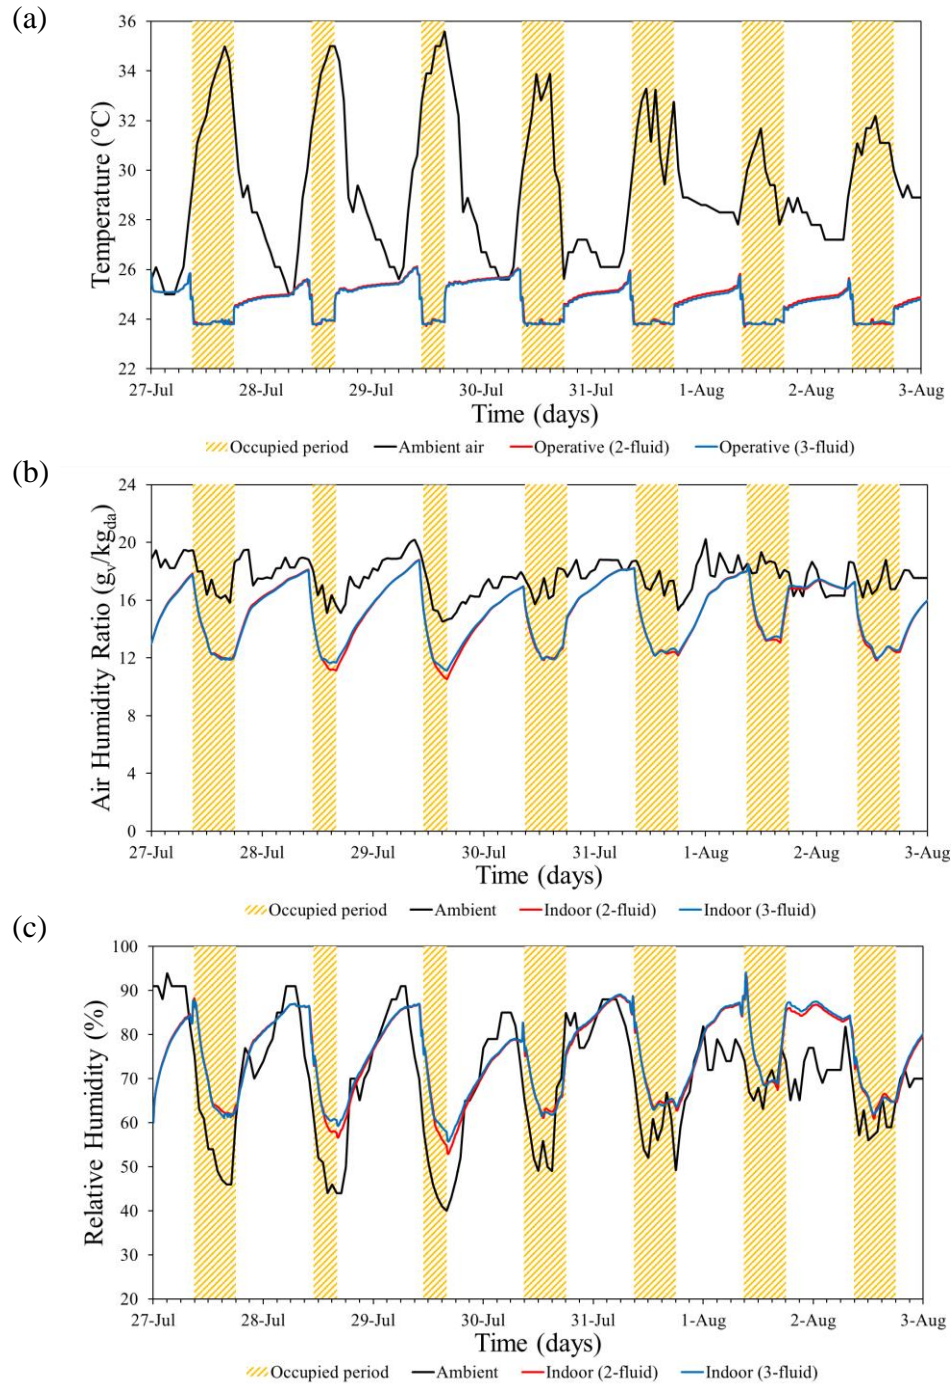 (a)
36
34
32
30
28
26
24
22
Temperature (°C)
27-Jul 28-Jul 29-Jul 30-Jul 31-Jul 1-Aug 2-Aug 3-Aug
Time (days)
Occupied period Ambient air Operative (2-fluid) Operative (3-fluid)
(b)
24
20
16
12
8
4
0
Air Humidity Ratio (gv/kgda)
27-Jul 28-Jul 29-Jul 30-Jul 31-Jul 1-Aug 2-Aug 3-Aug
Time (days)
Occupied period Ambient Indoor (2-fluid) Indoor (3-fluid)
(c)
100
90
80
70
60
50
40
30
20
Relative Humidity (%)
27-Jul 28-Jul 29-Jul 30-Jul 31-Jul 1-Aug 2-Aug 3-Aug
Time (days)
Occupied period Ambient Indoor (2-fluid) Indoor (3-fluid)